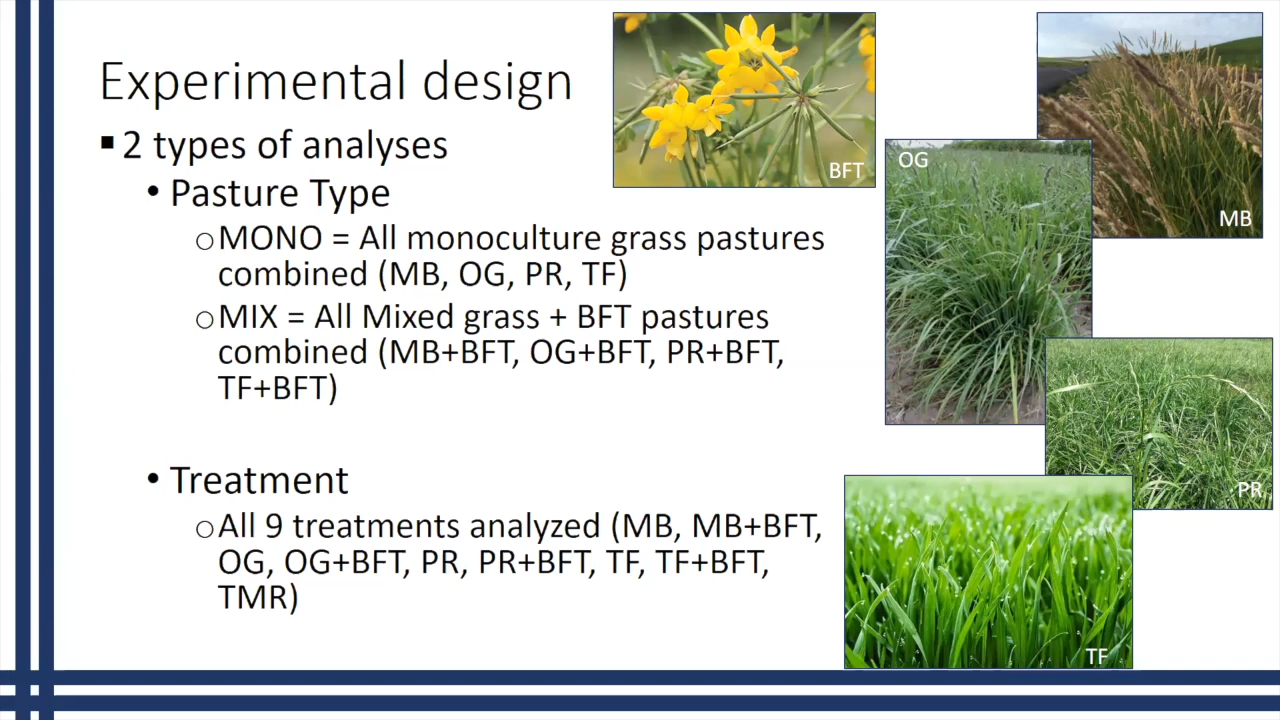 Experimental design
▪ 2 types of analyses
• Pasture Type
○ MONO = All monoculture grass pastures
combined (MB, OG, PR, TF)
○ MIX = All Mixed grass + BFT pastures
combined (MB+BFT, OG+BFT, PR+BFT,
TF+BFT)
• Treatment
○ All 9 treatments analyzed (MB, MB+BFT,
OG, OG+BFT, PR, PR+BFT, TF, TF+BFT,
TMR)
BFT
MB
OG
PR
TF